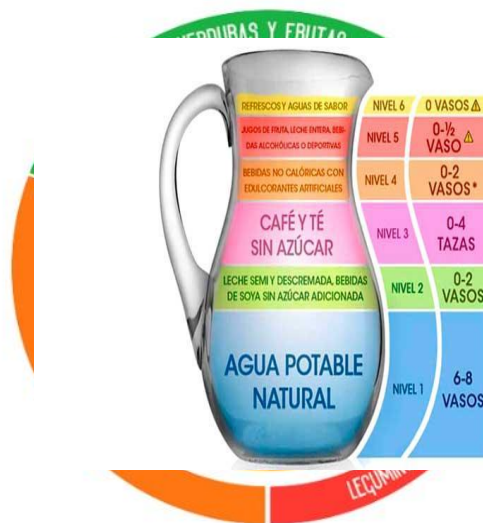 VERDURAS Y FRUTAS
REFRESCOS Y AGUAS DE SABOR
NIVEL 6
0 VASOS
JUGOS DE FRUTA, LECHE ENTERA, BEBI-
DAS ALCOHÓLICAS O DEPORTIVAS
NIVEL 5
0-½
VASO
BEBIDAS NO CALÓRICAS CON
EDULCORANTES ARTIFICIALES
NIVEL 4
0-2
VASOS*
CAFÉ Y TÉ
SIN AZÚCAR
NIVEL 3
0-4
TAZAS
LECHE SEMI Y DESCREMADA, BEBIDAS
DE SOYA SIN AZÚCAR ADICIONADA
NIVEL 2
0-2
VASOS
AGUA POTABLE
NATURAL
NIVEL 1
6-8
VASOS